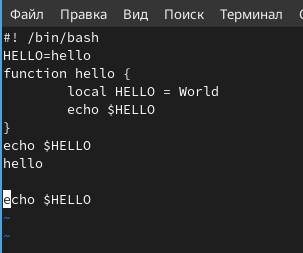 Файл Правка Вид Поиск Терминал
#! /bin/bash
HELLO=hello
function hello {
        local HELLO = World
        echo $HELLO
}
echo $HELLO
hello

echo $HELLO
~
~